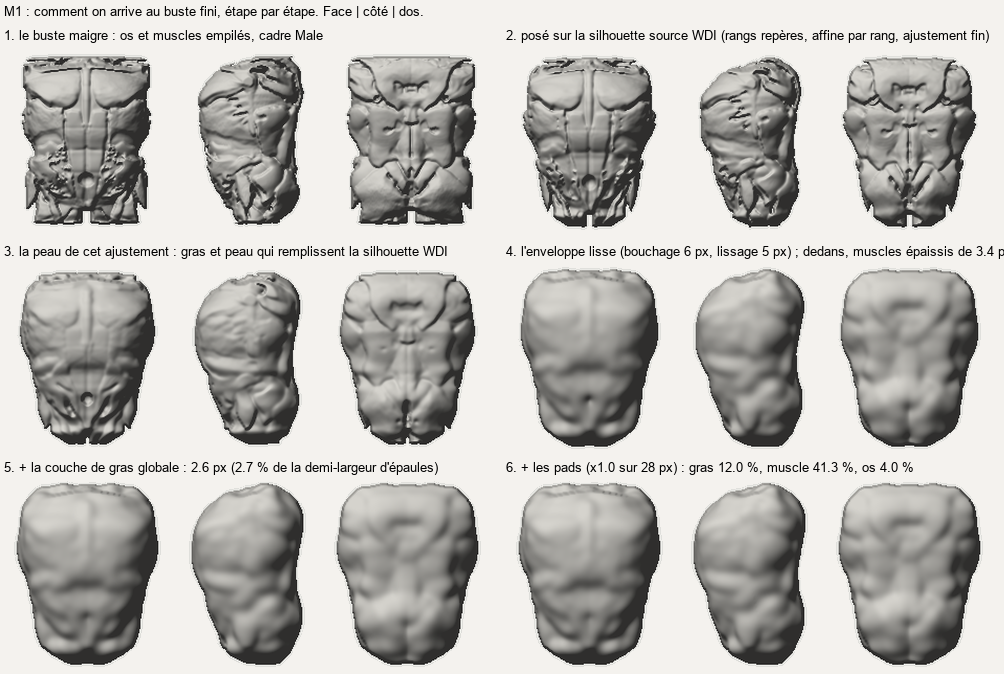 M1 : comment on arrive au buste fini, étape par étape. Face | côté | dos.
1. le buste maigre : os et muscles empilés, cadre Male
2. posé sur la silhouette source WDI (rangs repères, affine par rang, ajustement fin)
3. la peau de cet ajustement : gras et peau qui remplissent la silhouette WDI
4. l'enveloppe lisse (bouchage 6 px, lissage 5 px) ; dedans, muscles épaissis de 3.4 p
5. + la couche de gras globale : 2.6 px (2.7 % de la demi-largeur d'épaules)
6. + les pads (x1.0 sur 28 px) : gras 12.0 %, muscle 41.3 %, os 4.0 %